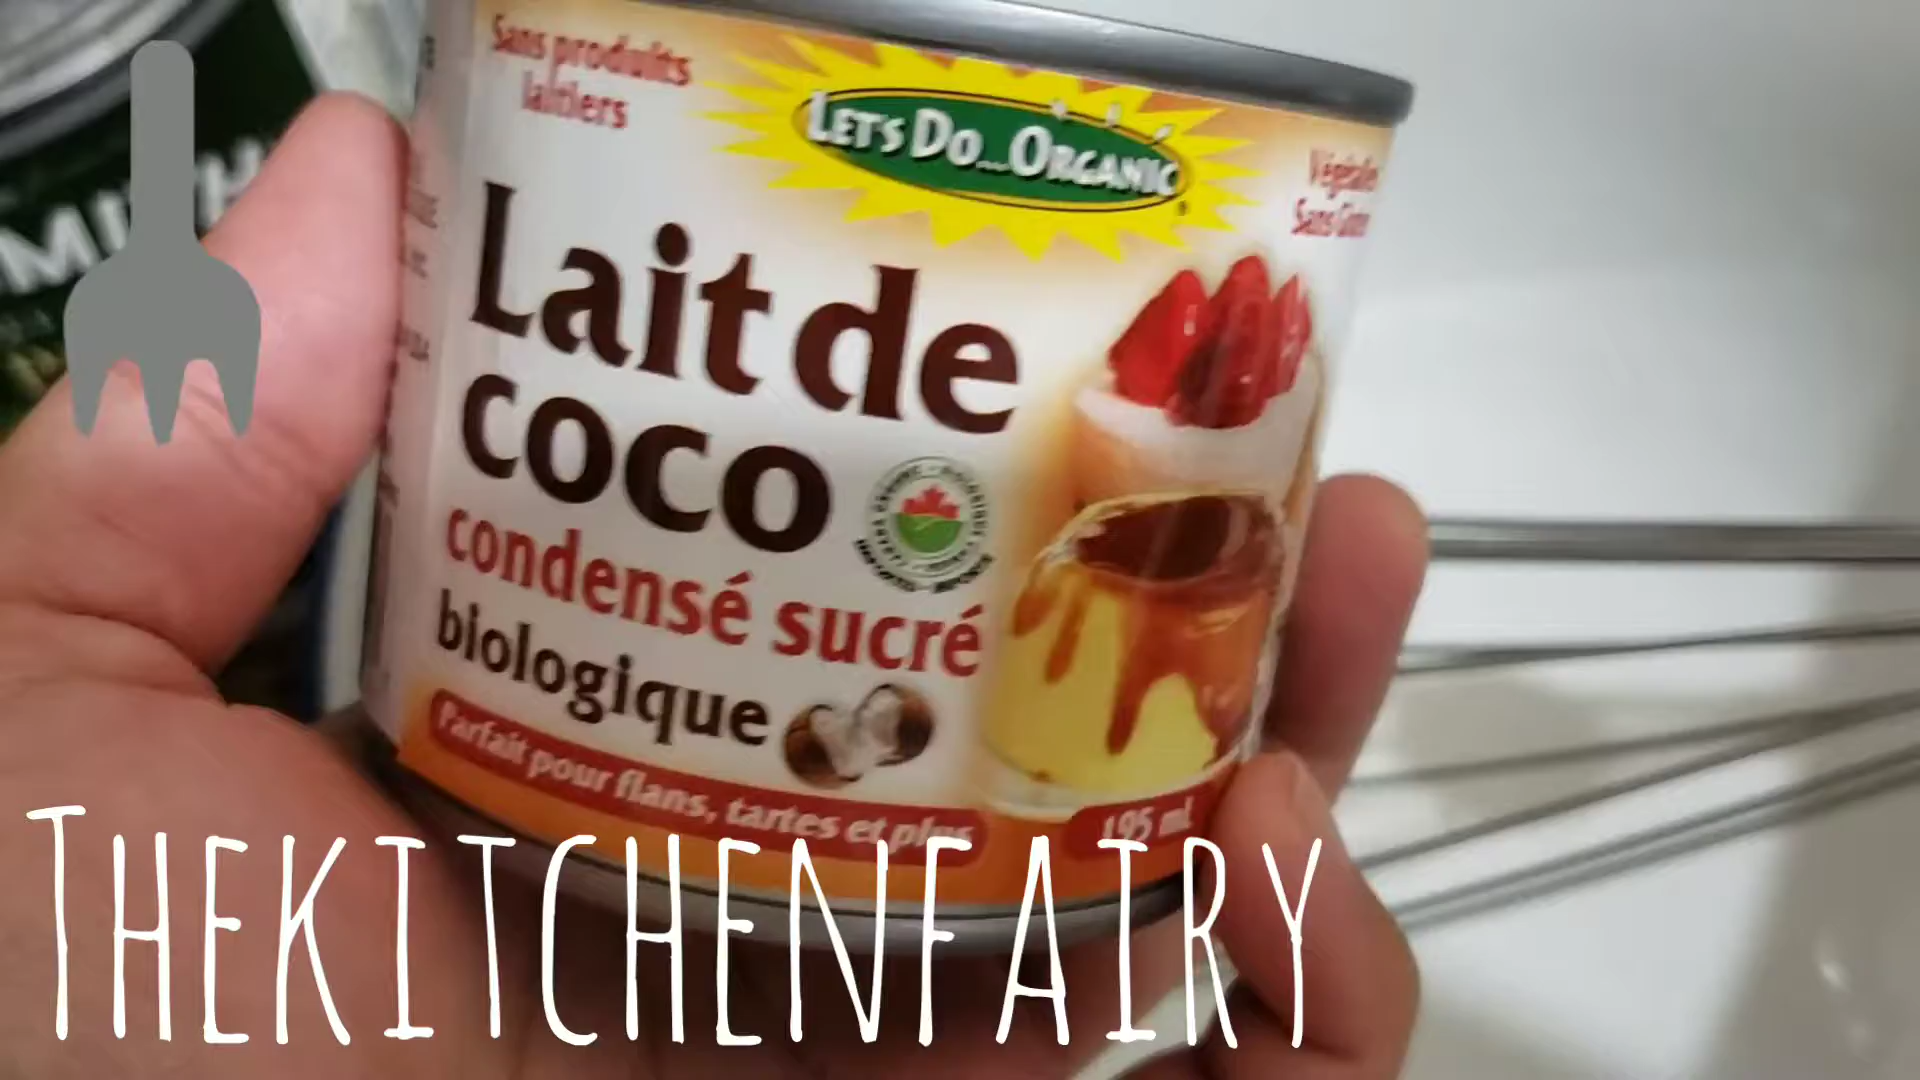 Sans produits
laitiers
LET'S DO...ORGANIC
Végétalien
Sans
Lait de
coco
condensé sucré
biologique
Parfait pour flans, tartes et plus
195 ml
THEKITCHENFAIRY